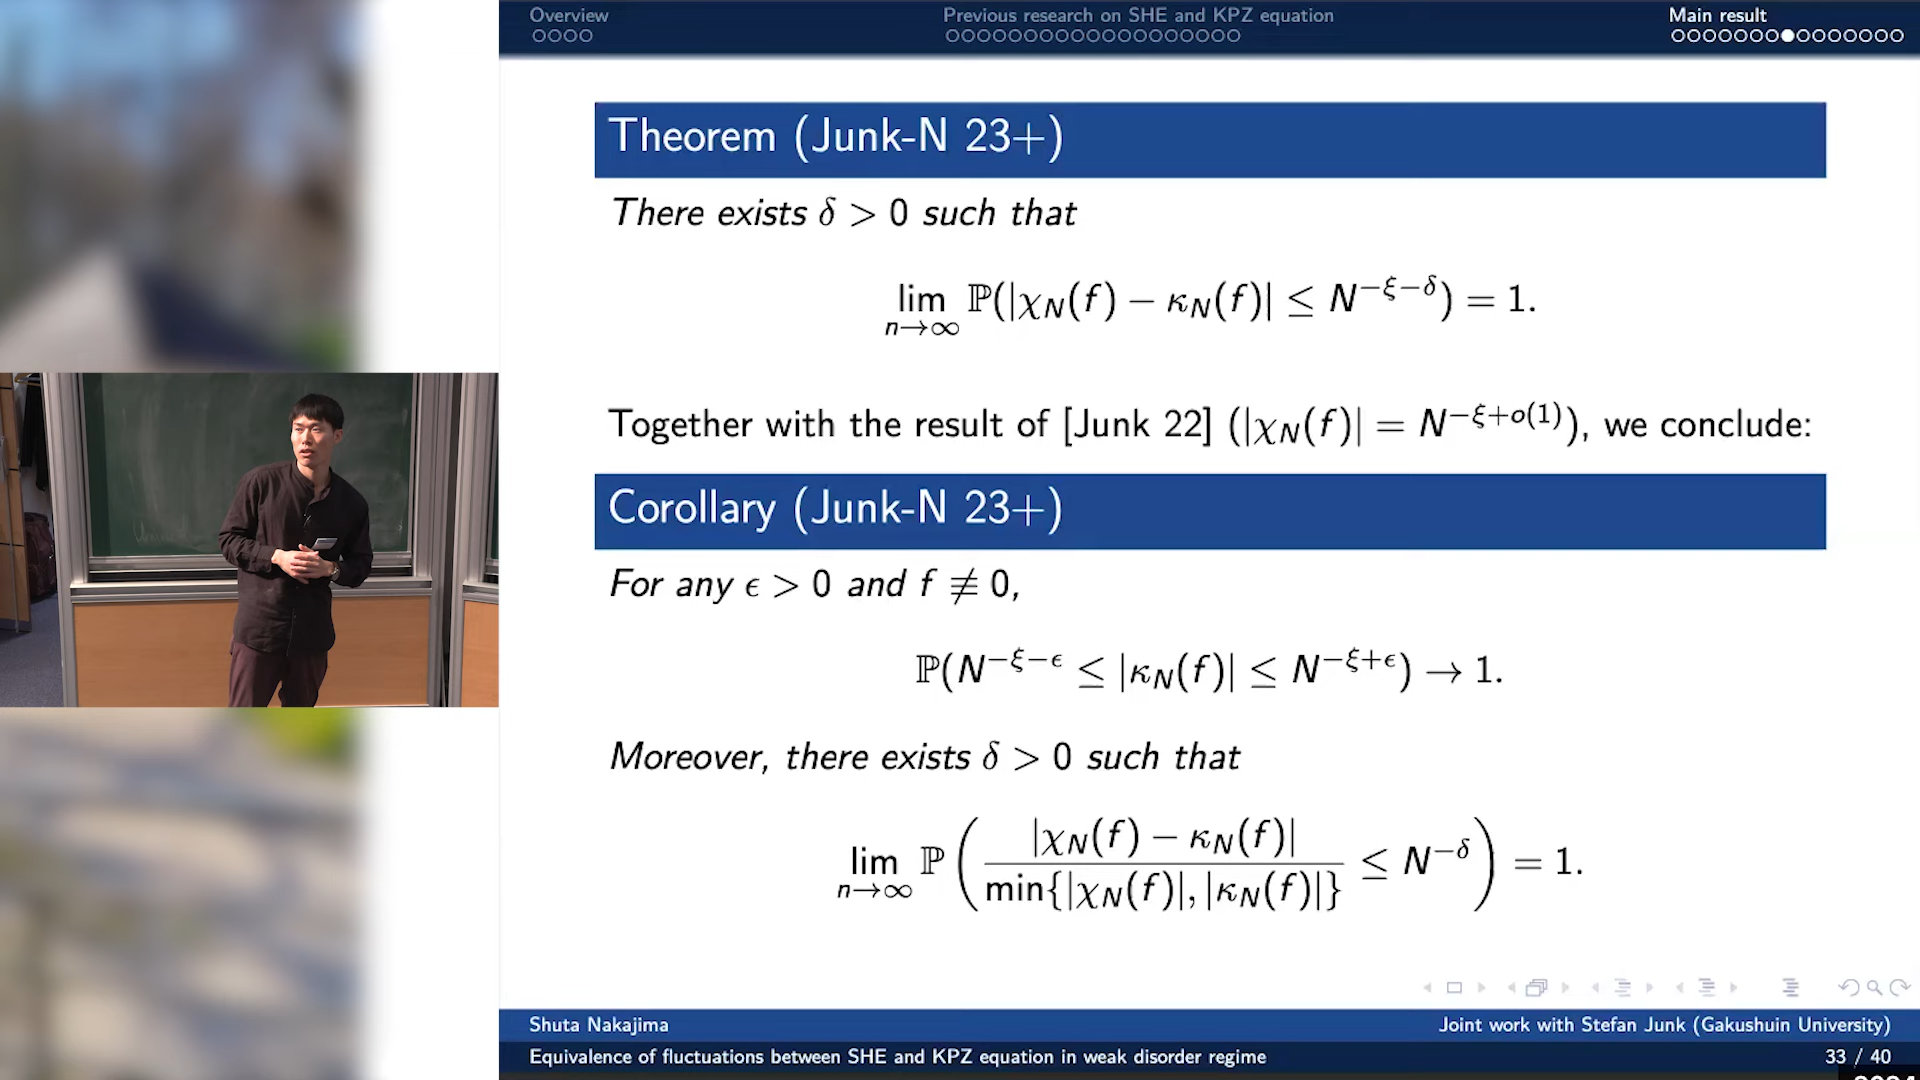 Overview
Previous research on SHE and KPZ equation
Main result
Theorem (Junk-N 23+)
There exists δ > 0 such that
lim_{n→∞} ℙ(|χ_N(f) − κ_N(f)| ≤ N^{−ξ−δ}) = 1.
Together with the result of [Junk 22] (|χ_N(f)| = N^{−ξ+o(1)}), we conclude:
Corollary (Junk-N 23+)
For any ϵ > 0 and f ≢ 0,
ℙ(N^{−ξ−ϵ} ≤ |κ_N(f)| ≤ N^{−ξ+ϵ}) → 1.
Moreover, there exists δ > 0 such that
lim_{n→∞} ℙ( |χ_N(f) − κ_N(f)| / min{|χ_N(f)|, |κ_N(f)|} ≤ N^{−δ} ) = 1.
Shuta Nakajima
Joint work with Stefan Junk (Gakushuin University)
Equivalence of fluctuations between SHE and KPZ equation in weak disorder regime
33 / 40